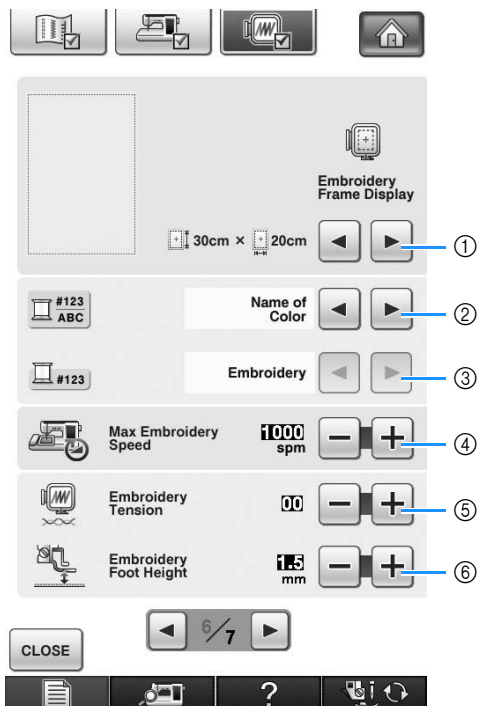 Embroidery
Frame Display
30cm × 20cm
①
#123
ABC
Name of
Color
②
#123
Embroidery
③
Max Embroidery
Speed
1000
spm
④
Embroidery
Tension
00
⑤
Embroidery
Foot Height
1.5
mm
⑥
6/7
CLOSE
?